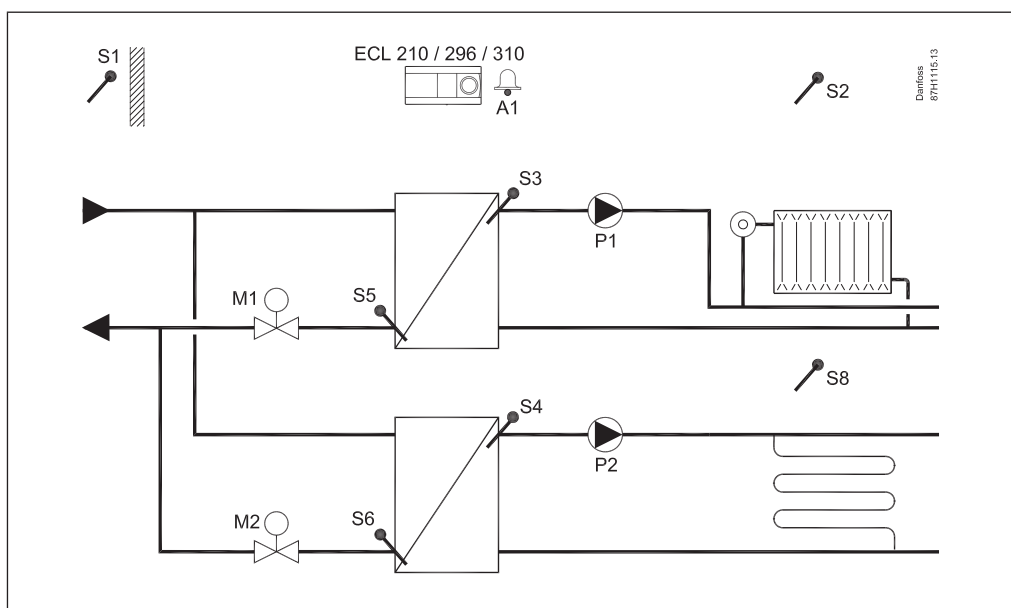 S1
ECL 210 / 296 / 310
A1
S2
Danfoss
87H1115.13
S3
P1
M1
S5
S8
S4
P2
M2
S6